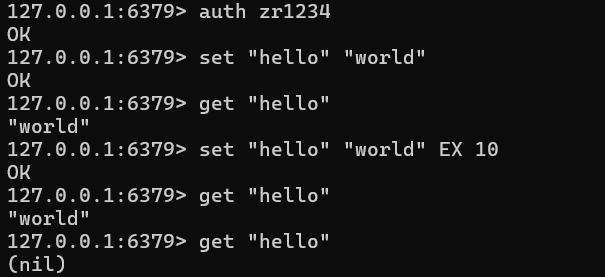 127.0.0.1:6379> auth zr1234
OK
127.0.0.1:6379> set "hello" "world"
OK
127.0.0.1:6379> get "hello"
"world"
127.0.0.1:6379> set "hello" "world" EX 10
OK
127.0.0.1:6379> get "hello"
"world"
127.0.0.1:6379> get "hello"
(nil)